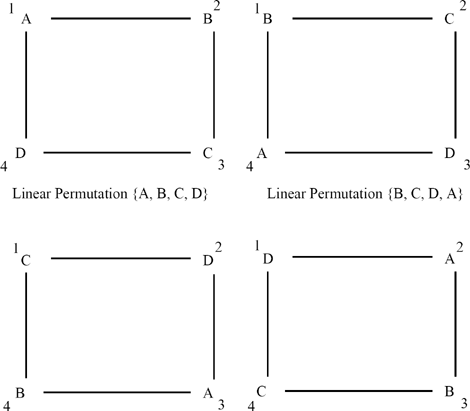 1 A B 2
4 D C 3
Linear Permutation {A, B, C, D}
1 B C 2
4 A D 3
Linear Permutation {B, C, D, A}
1 C D 2
4 B A 3
1 D A 2
4 C B 3